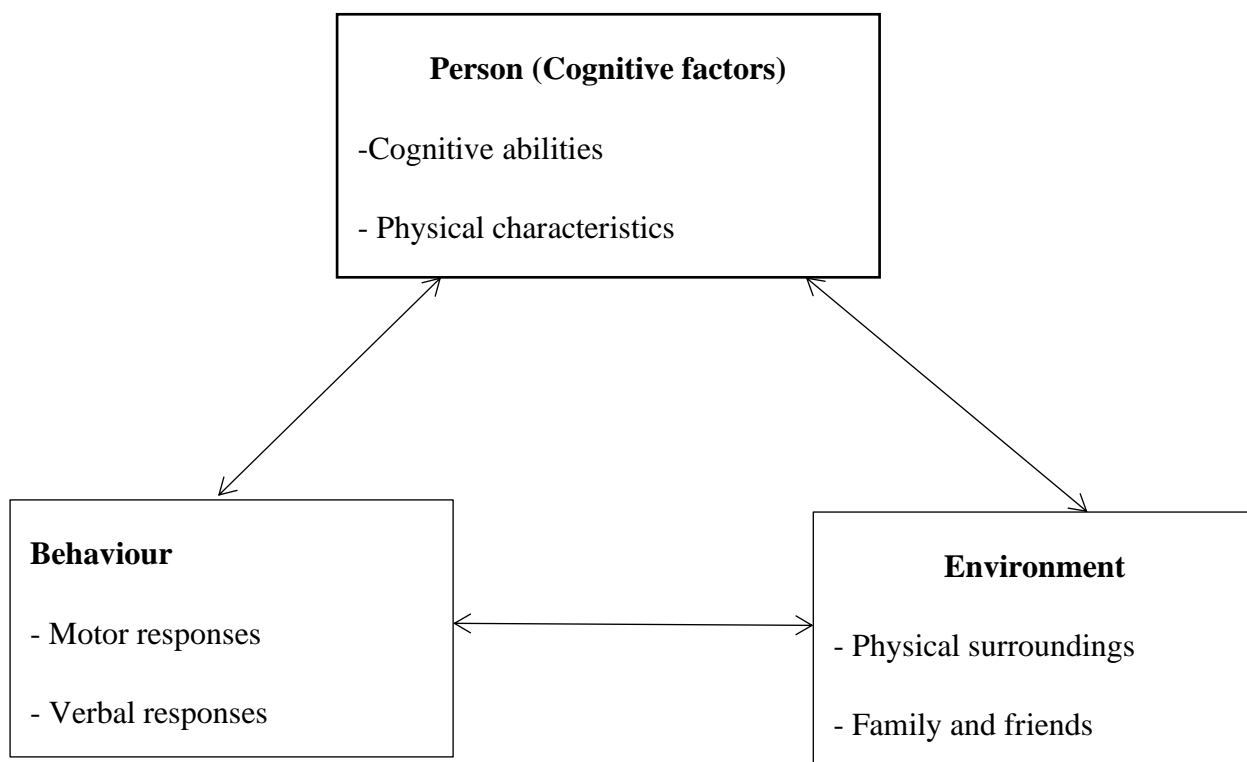 Person (Cognitive factors)
-Cognitive abilities
- Physical characteristics
Behaviour
- Motor responses
- Verbal responses
Environment
- Physical surroundings
- Family and friends